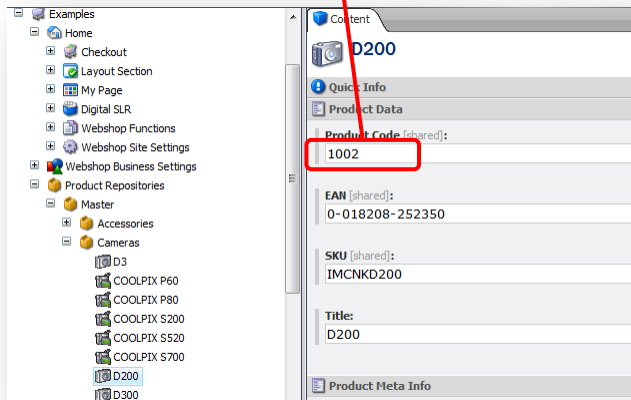 Examples
Home
Checkout
Layout Section
My Page
Digital SLR
Webshop Functions
Webshop Site Settings
Webshop Business Settings
Product Repositories
Master
Accessories
Cameras
D3
COOLPIX P60
COOLPIX P80
COOLPIX S200
COOLPIX S520
COOLPIX S700
D200
D300
Content
D200
Quick Info
Product Data
Product Code [shared]:
1002
EAN [shared]:
0-018208-252350
SKU [shared]:
IMCNKD200
Title:
D200
Product Meta Info